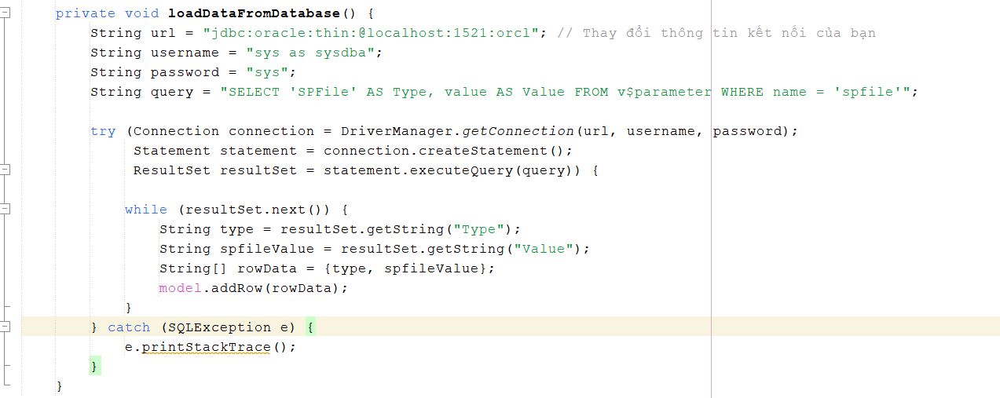 private void loadDataFromDatabase() {
String url = "jdbc:oracle:thin:@localhost:1521:orcl"; // Thay đổi thông tin kết nối của bạn
String username = "sys as sysdba";
String password = "sys";
String query = "SELECT 'SPFile' AS Type, value AS Value FROM v$parameter WHERE name = 'spfile'";
try (Connection connection = DriverManager.getConnection(url, username, password);
Statement statement = connection.createStatement();
ResultSet resultSet = statement.executeQuery(query)) {
while (resultSet.next()) {
String type = resultSet.getString("Type");
String spfileValue = resultSet.getString("Value");
String[] rowData = {type, spfileValue};
model.addRow(rowData);
}
} catch (SQLException e) {
e.printStackTrace();
}
}